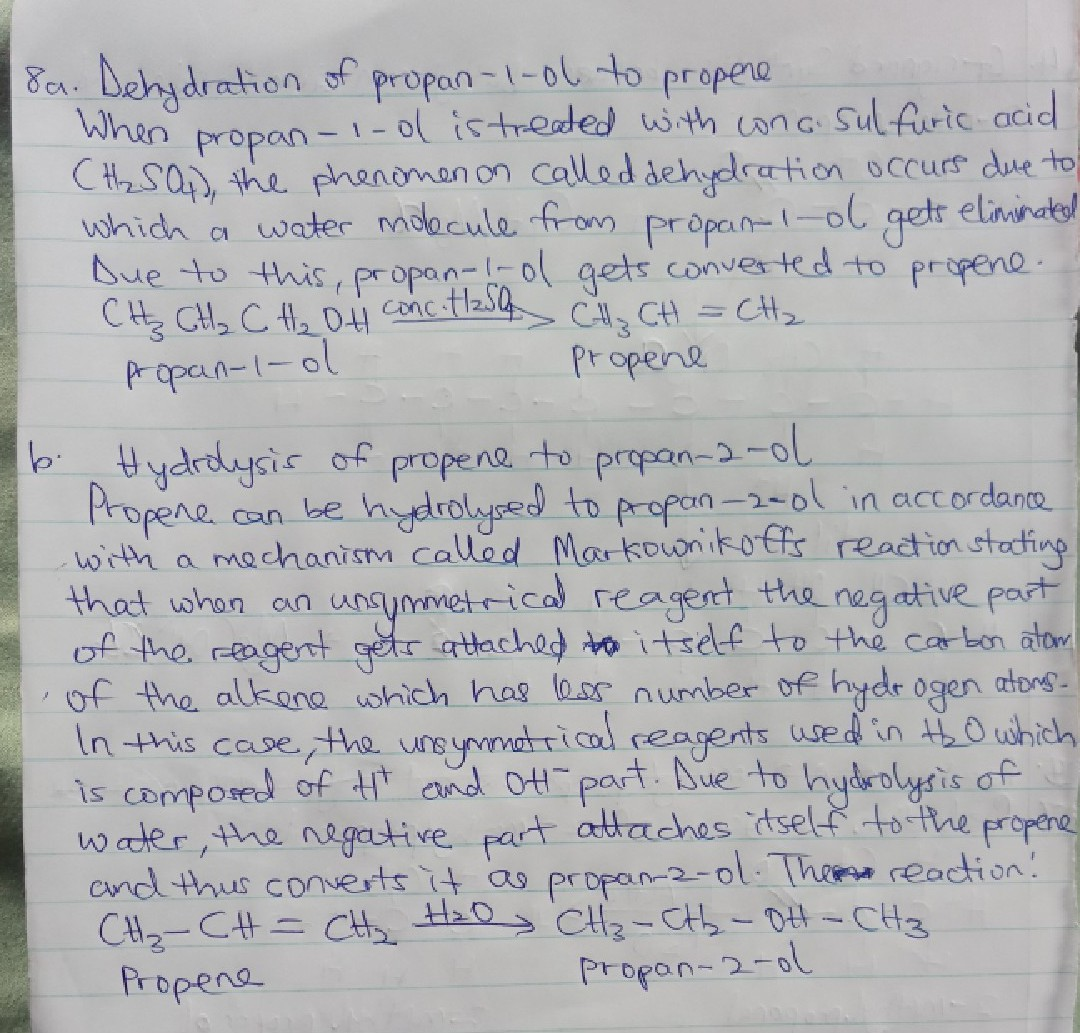 8a. Dehydration of propan-1-ol to propene
When propan-1-ol is treated with conc. sulfuric acid
(H₂SO₄), the phenomenon called dehydration occurs due to
which a water molecule from propan-1-ol gets eliminated
Due to this, propan-1-ol gets converted to propene.
CH₃ CH₂ C H₂ OH conc. H₂SO₄ → CH₃ CH = CH₂
propan-1-ol propene
b. Hydrolysis of propene to propan-2-ol
Propene can be hydrolysed to propan-2-ol in accordance
with a mechanism called Markownikoffs reaction stating
that when an unsymmetrical reagent the negative part
of the reagent gets attached to itself to the carbon atom
of the alkene which has less number of hydrogen atoms.
In this case, the unsymmetrical reagents used in H₂O which
is composed of H⁺ and OH⁻ part. Due to hydrolysis of
water, the negative part attaches itself to the propene
and thus converts it as propan-2-ol. The reaction:
CH₃ - CH = CH₂ H₂O → CH₃ - CH₂ - OH - CH₃
Propene propan-2-ol